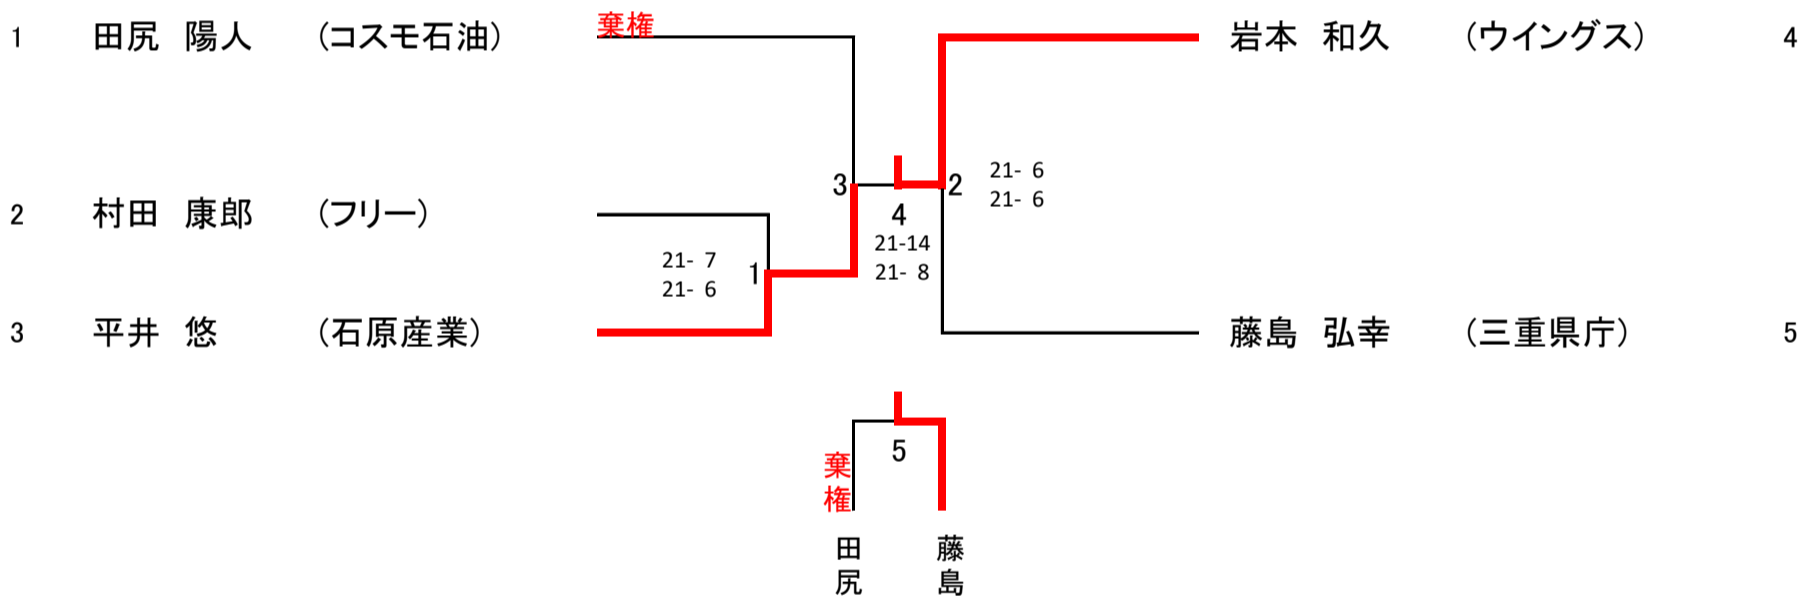 1 田尻 陽人 (コスモ石油) 棄権 岩本 和久 (ウイングス) 4
21- 6
3 2
21- 6
2 村田 康郎 (フリー) 4
21-14
21- 7
1
21- 8
21- 6
3 平井 悠 (石原産業) 藤島 弘幸 (三重県庁) 5
5
棄権
田尻 藤島